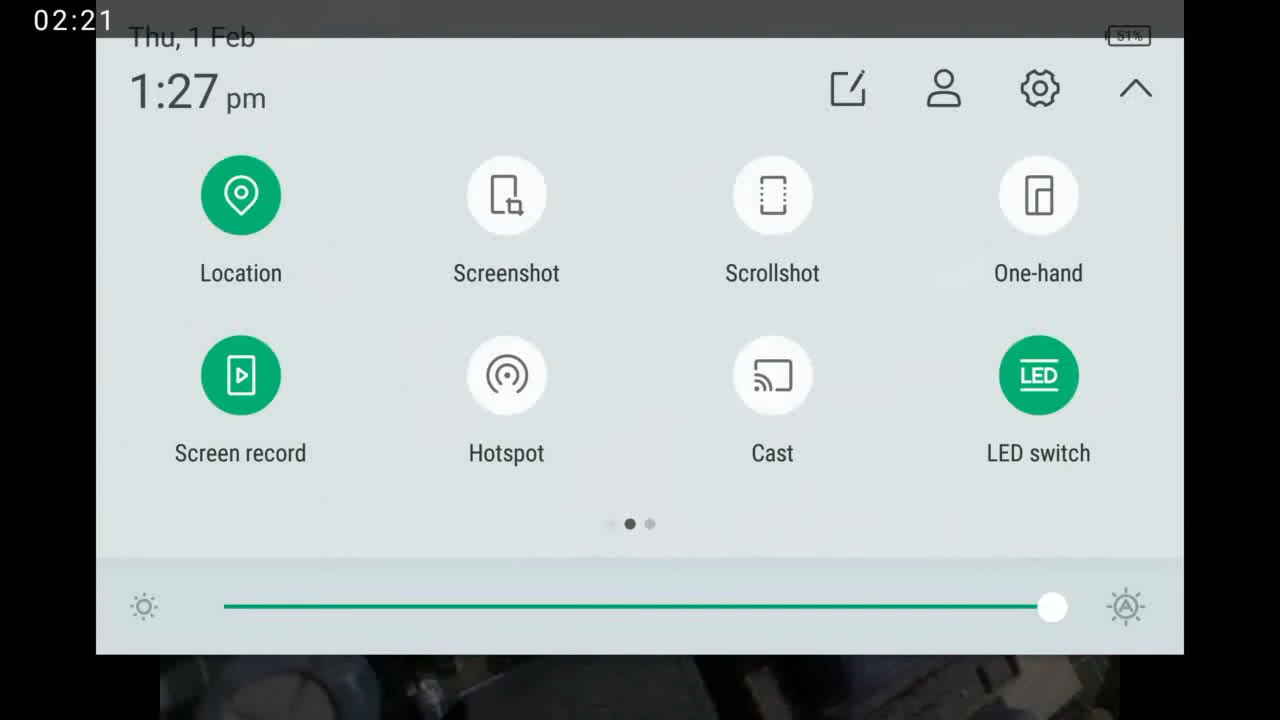 02:21
Thu, 1 Feb
51%
1:27 pm
Location
Screenshot
Scrollshot
One-hand
LED
Screen record
Hotspot
Cast
LED switch
A